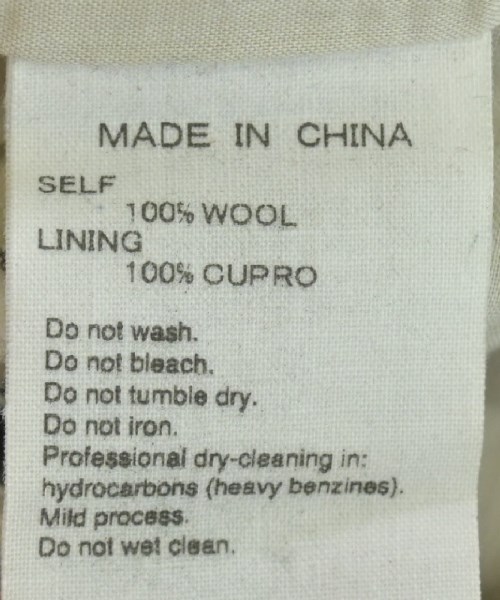 MADE IN CHINA
SELF
100% WOOL
LINING
100% CUPRO
Do not wash.
Do not bleach.
Do not tumble dry.
Do not iron.
Professional dry-cleaning in:
hydrocarbons (heavy benzines).
Mild process.
Do not wet clean.